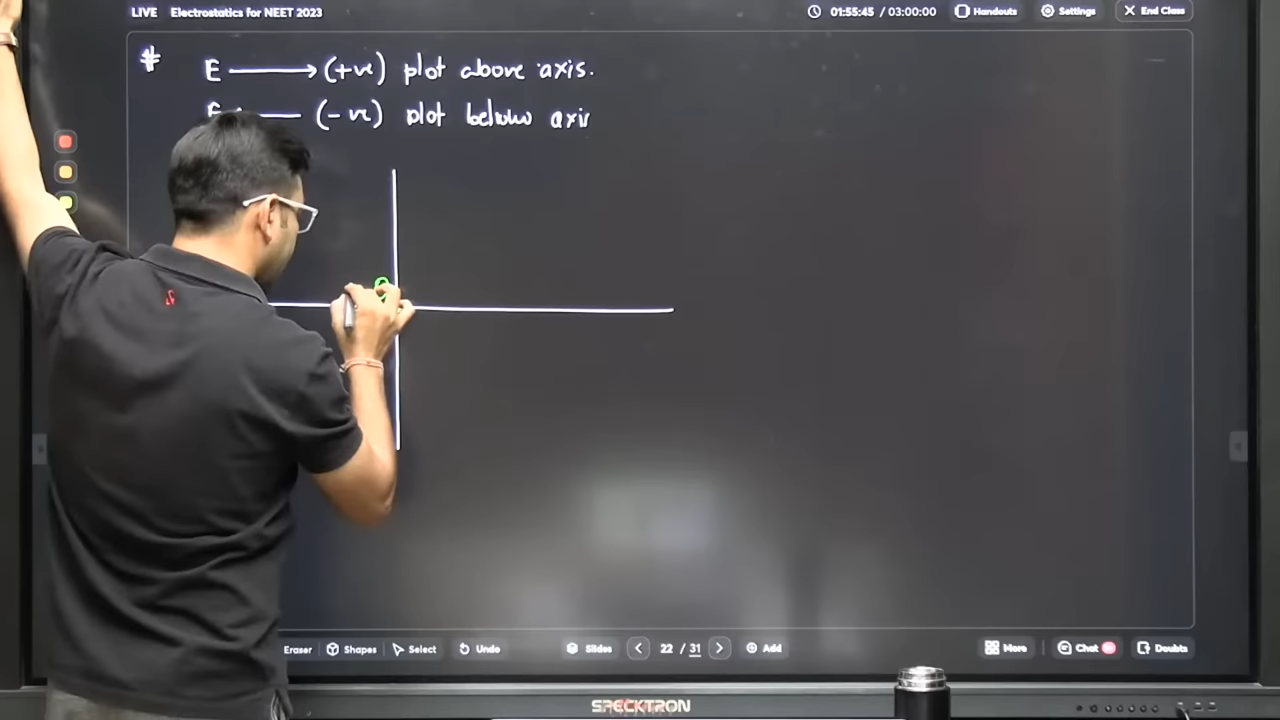 LIVE Electrostatics for NEET 2023 01:55:45 / 03:00:00 Handouts Settings End Class
# E ⟶ (+ve) plot above axis.
E ⟵ (-ve) plot below axis
Eraser Shapes Select Undo Slides 22 / 31 Add More Chat Doubts
SPECKTRON